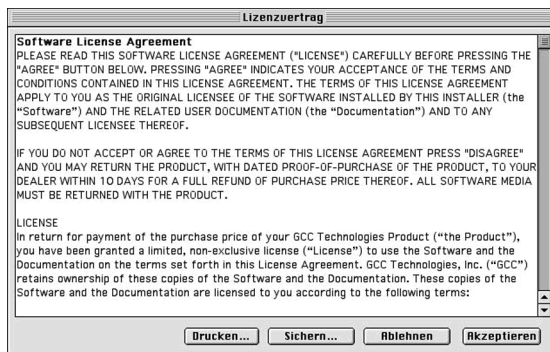 Lizenzvertrag
Software License Agreement
PLEASE READ THIS SOFTWARE LICENSE AGREEMENT ("LICENSE") CAREFULLY BEFORE PRESSING THE
"AGREE" BUTTON BELOW. PRESSING "AGREE" INDICATES YOUR ACCEPTANCE OF THE TERMS AND
CONDITIONS CONTAINED IN THIS LICENSE AGREEMENT. THE TERMS OF THIS LICENSE AGREEMENT
APPLY TO YOU AS THE ORIGINAL LICENSEE OF THE SOFTWARE INSTALLED BY THIS INSTALLER (the
“Software”) AND THE RELATED USER DOCUMENTATION (the “Documentation”) AND TO ANY
SUBSEQUENT LICENSEE THEREOF.
IF YOU DO NOT ACCEPT OR AGREE TO THE TERMS OF THIS LICENSE AGREEMENT PRESS "DISAGREE"
AND YOU MAY RETURN THE PRODUCT, WITH DATED PROOF-OF-PURCHASE OF THE PRODUCT, TO YOUR
DEALER WITHIN 10 DAYS FOR A FULL REFUND OF PURCHASE PRICE THEREOF. ALL SOFTWARE MEDIA
MUST BE RETURNED WITH THE PRODUCT.
LICENSE
In return for payment of the purchase price of your GCC Technologies Product (“the Product”),
you have been granted a limited, non-exclusive license (“License”) to use the Software and the
Documentation on the terms set forth in this License Agreement. GCC Technologies, Inc. (“GCC”)
retains ownership of these copies of the Software and the Documentation. These copies of the
Software and the Documentation are licensed to you according to the following terms:
Drucken... Sichern... Ablehnen Akzeptieren